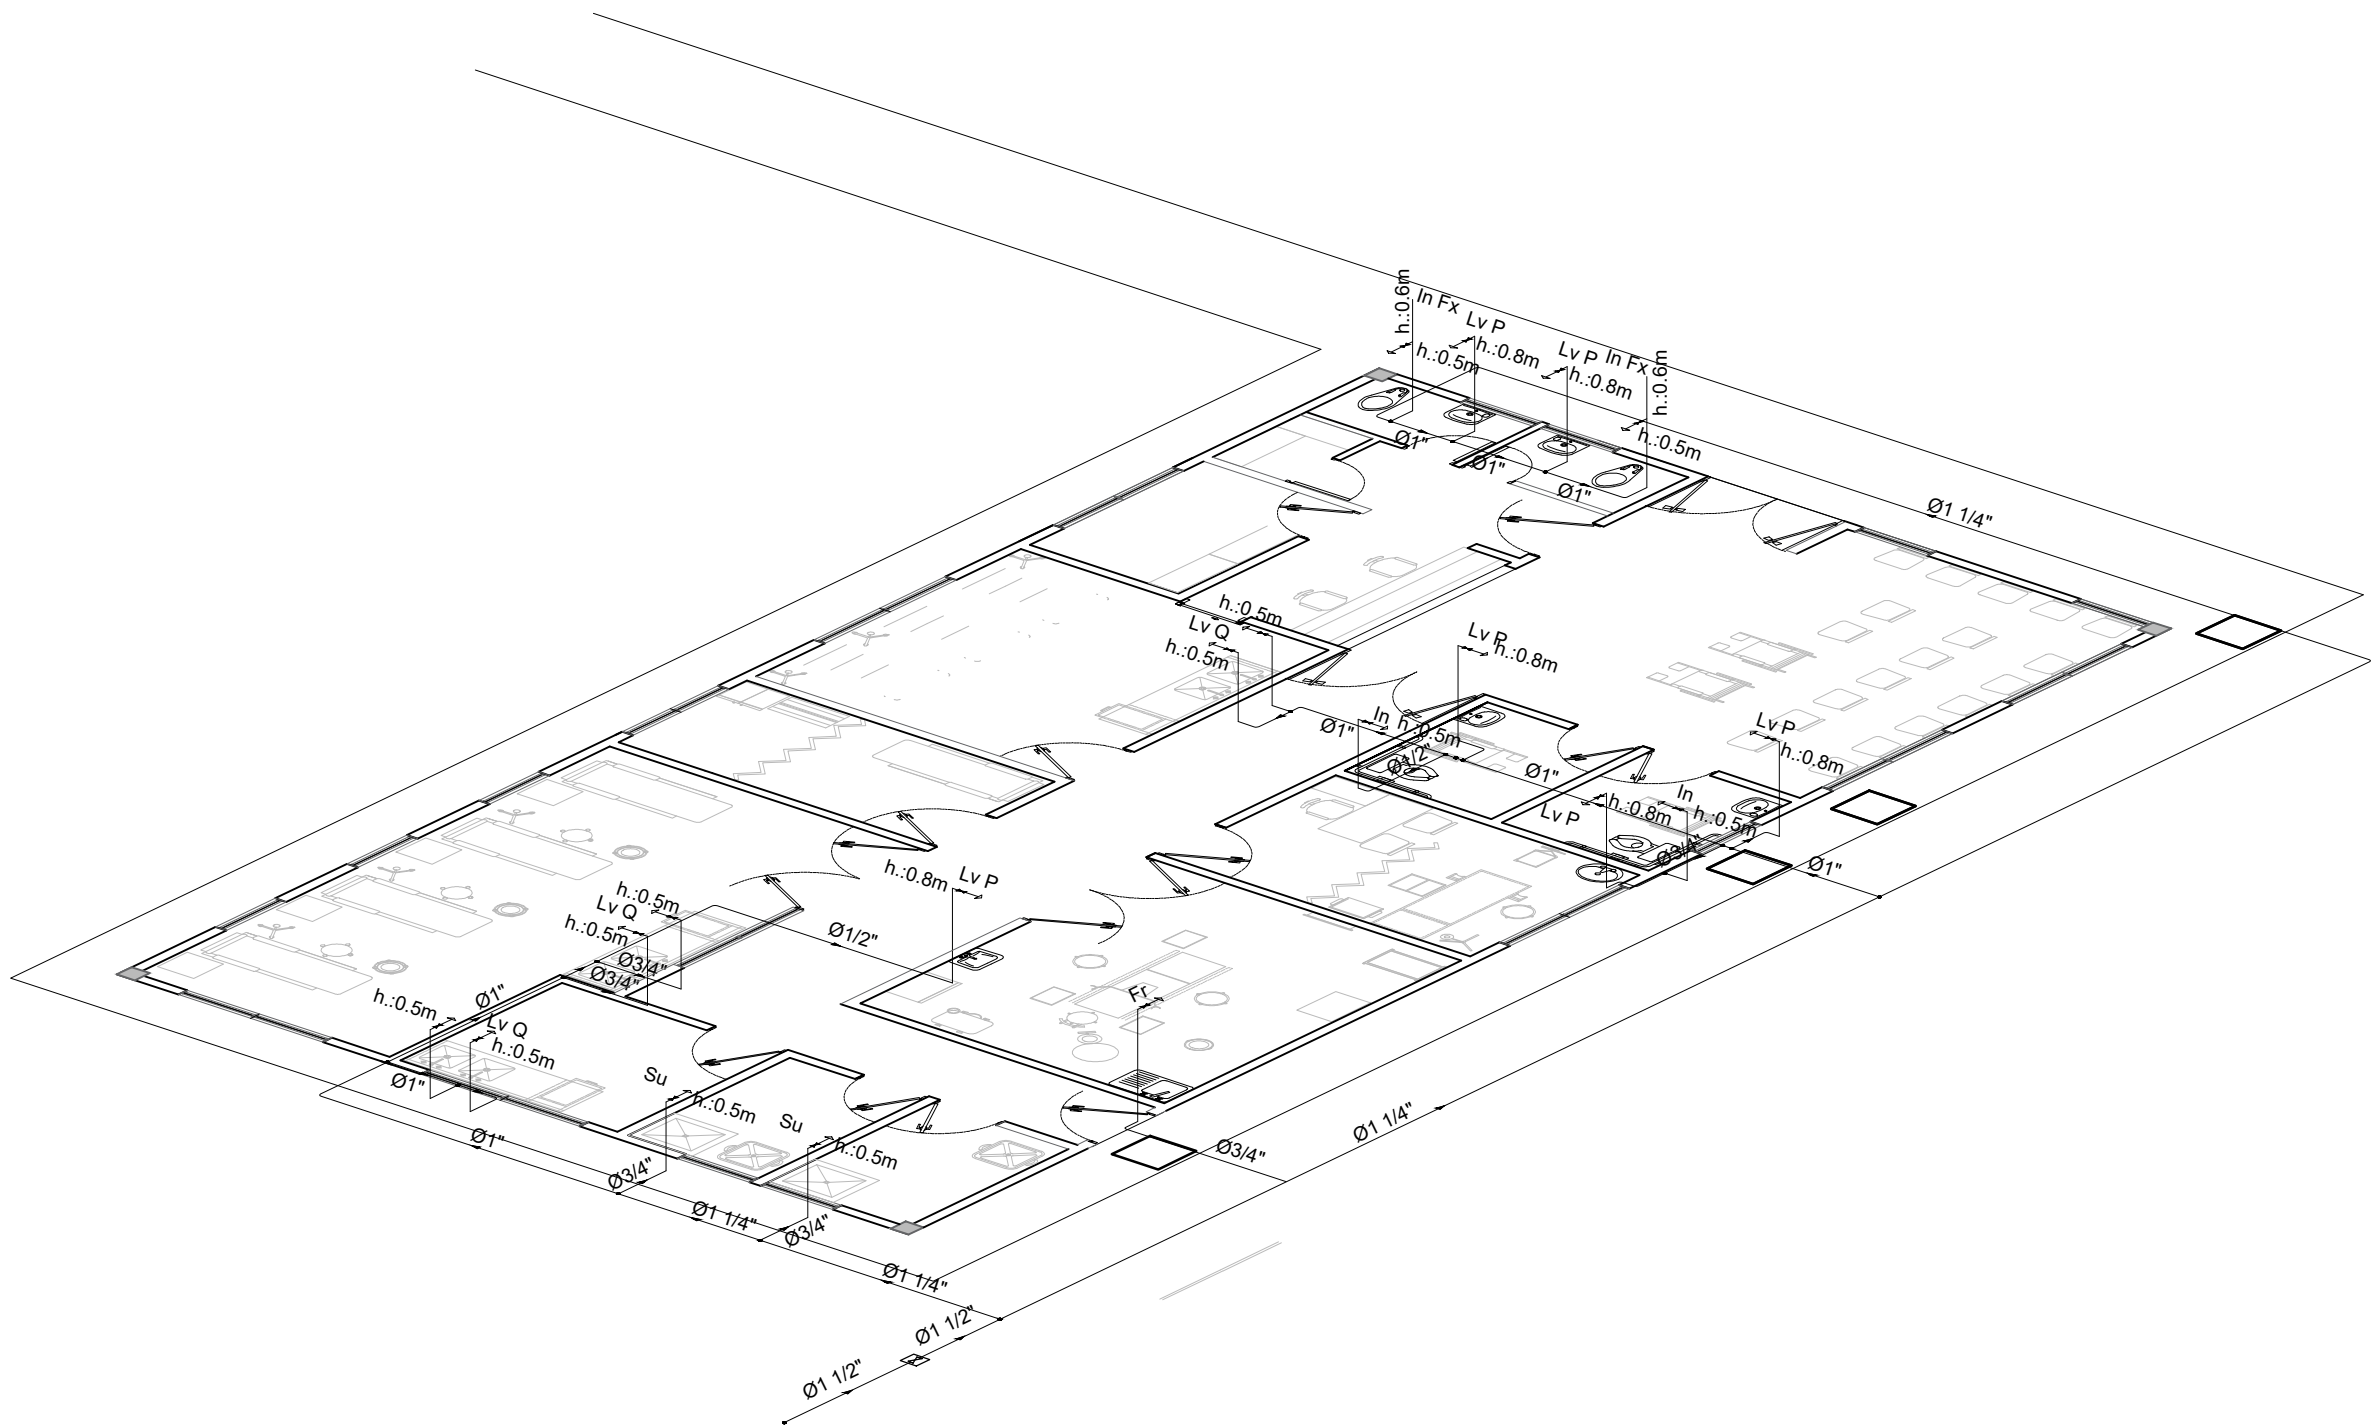 h.:0.6m
In Fx
Lv P
h.:0.5m
h.:0.8m
Lv P
In Fx
h.:0.6m
h.:0.8m
h.:0.5m
Ø1"
Ø1"
Ø1"
Ø1 1/4"
h.:0.5m
Lv Q
h.:0.5m
Lv P
h.:0.8m
In
h.:0.5m
Ø1"
Ø1/2"
Ø1"
Lv P
h.:0.8m
In
h.:0.8m
h.:0.5m
Lv P
Ø3/4"
Ø1"
h.:0.8m
Lv P
h.:0.5m
Lv Q
h.:0.5m
Ø1/2"
Ø3/4"
Ø3/4"
Ø1"
h.:0.5m
Lv Q
h.:0.5m
Fr
Ø1"
Su
h.:0.5m
Su
h.:0.5m
Ø1"
Ø3/4"
Ø1 1/4"
Ø3/4"
Ø3/4"
Ø1 1/4"
Ø1 1/4"
Ø1 1/2"
Ø1 1/2"